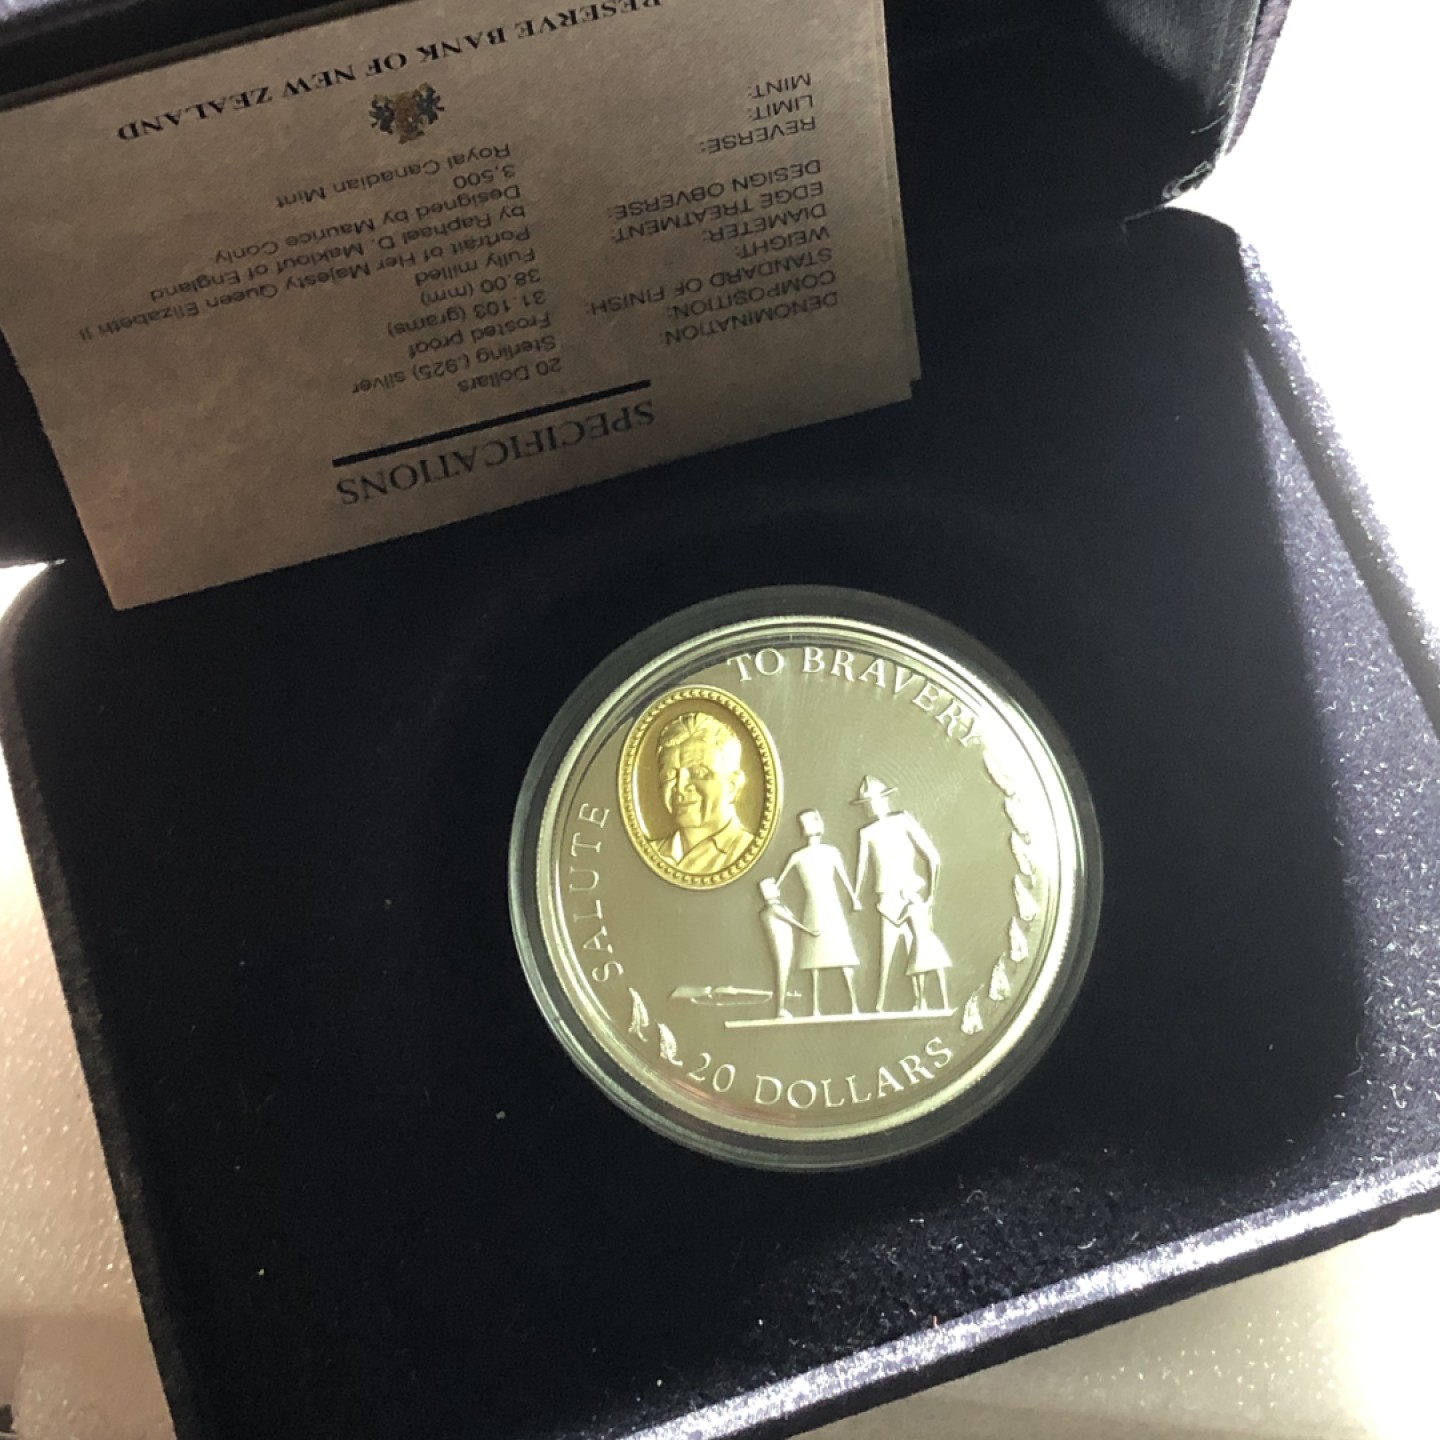 SPECIFICATIONS
DENOMINATION: 20 Dollars
COMPOSITION: Sterling (.925) silver
STANDARD OF FINISH: Frosted proof
WEIGHT: 31.103 (grams)
DIAMETER: 38.00 (mm)
EDGE TREATMENT: Fully milled
DESIGN OBVERSE: Portrait of Her Majesty Queen Elizabeth II
by Raphael D. Maklouf of England
REVERSE: Designed by Maurice Conly
LIMIT: 3,500
MINT: Royal Canadian Mint
RESERVE BANK OF NEW ZEALAND
SALUTE TO BRAVERY
20 DOLLARS